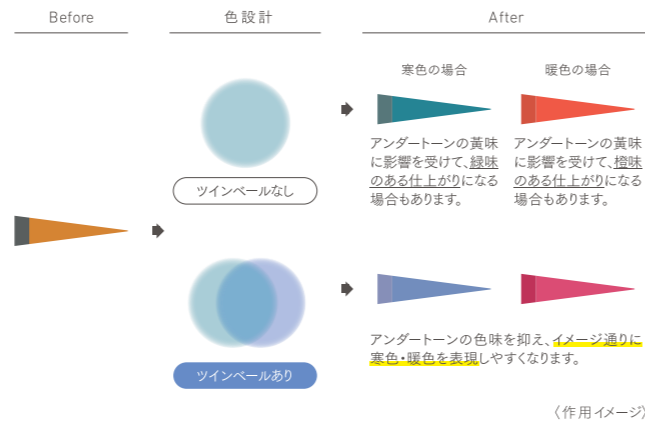 Before
色設計
After
寒色の場合
暖色の場合
アンダートーンの黄味
に影響を受けて、緑味
のある仕上がりになる
場合もあります。
アンダートーンの黄味
に影響を受けて、橙味
のある仕上がりになる
場合もあります。
ツインベールなし
ツインベールあり
アンダートーンの色味を抑え、イメージ通りに
寒色・暖色を表現しやすくなります。
〈作用イメージ〉